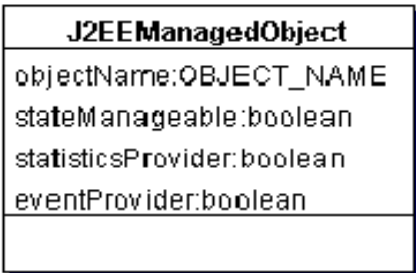 J2EEManagedObject
objectName:OBJECT_NAME
stateManageable:boolean
statisticsProvider:boolean
eventProvider:boolean